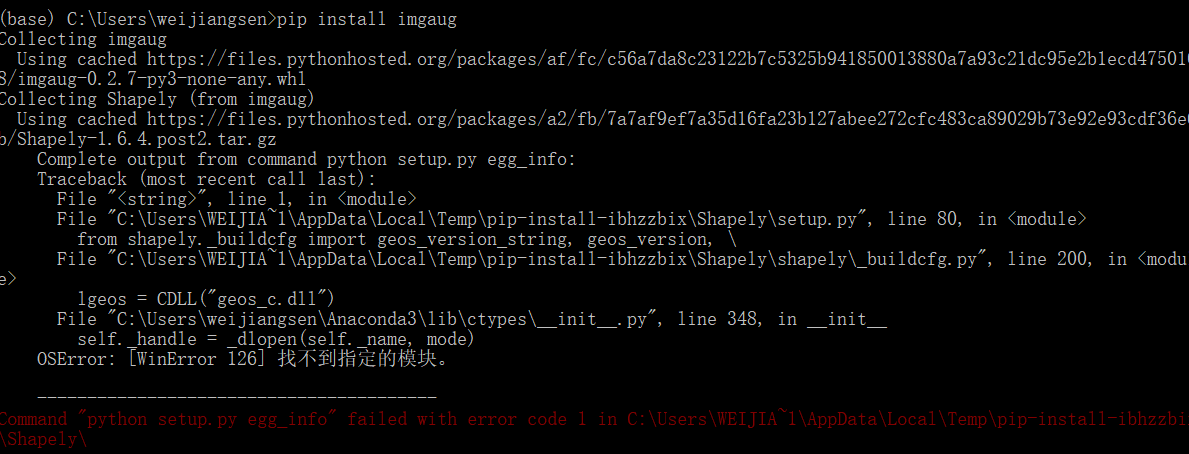 (base) C:\Users\weijiangsen>pip install imgaug
Collecting imgaug
Using cached https://files.pythonhosted.org/packages/af/fc/c56a7da8c23122b7c5325b941850013880a7a93c21dc95e2b1ecd4750
8/imgaug-0.2.7-py3-none-any.whl
Collecting Shapely (from imgaug)
Using cached https://files.pythonhosted.org/packages/a2/fb/7a7af9ef7a35d16fa23b127abee272cfc483ca89029b73e92e93cdf36e
b/Shapely-1.6.4.post2.tar.gz
Complete output from command python setup.py egg_info:
Traceback (most recent call last):
File "<string>", line 1, in <module>
File "C:\Users\WEIJIA~1\AppData\Local\Temp\pip-install-ibhzzbix\Shapely\setup.py", line 80, in <module>
from shapely._buildcfg import geos_version_string, geos_version, \
File "C:\Users\WEIJIA~1\AppData\Local\Temp\pip-install-ibhzzbix\Shapely\shapely\_buildcfg.py", line 200, in <modu
e>
lgeos = CDLL("geos_c.dll")
File "C:\Users\weijiangsen\Anaconda3\lib\ctypes\__init__.py", line 348, in __init__
self._handle = _dlopen(self._name, mode)
OSError: [WinError 126] 找不到指定的模块。
----------------------------------------
Command "python setup.py egg_info" failed with error code 1 in C:\Users\WEIJIA~1\AppData\Local\Temp\pip-install-ibhzzbi
\Shapely\